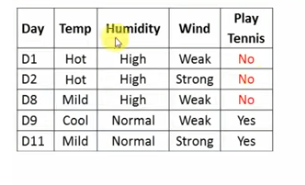 Day Temp Humidity Wind Play Tennis
D1 Hot High Weak No
D2 Hot High Strong No
D8 Mild High Weak No
D9 Cool Normal Weak Yes
D11 Mild Normal Strong Yes